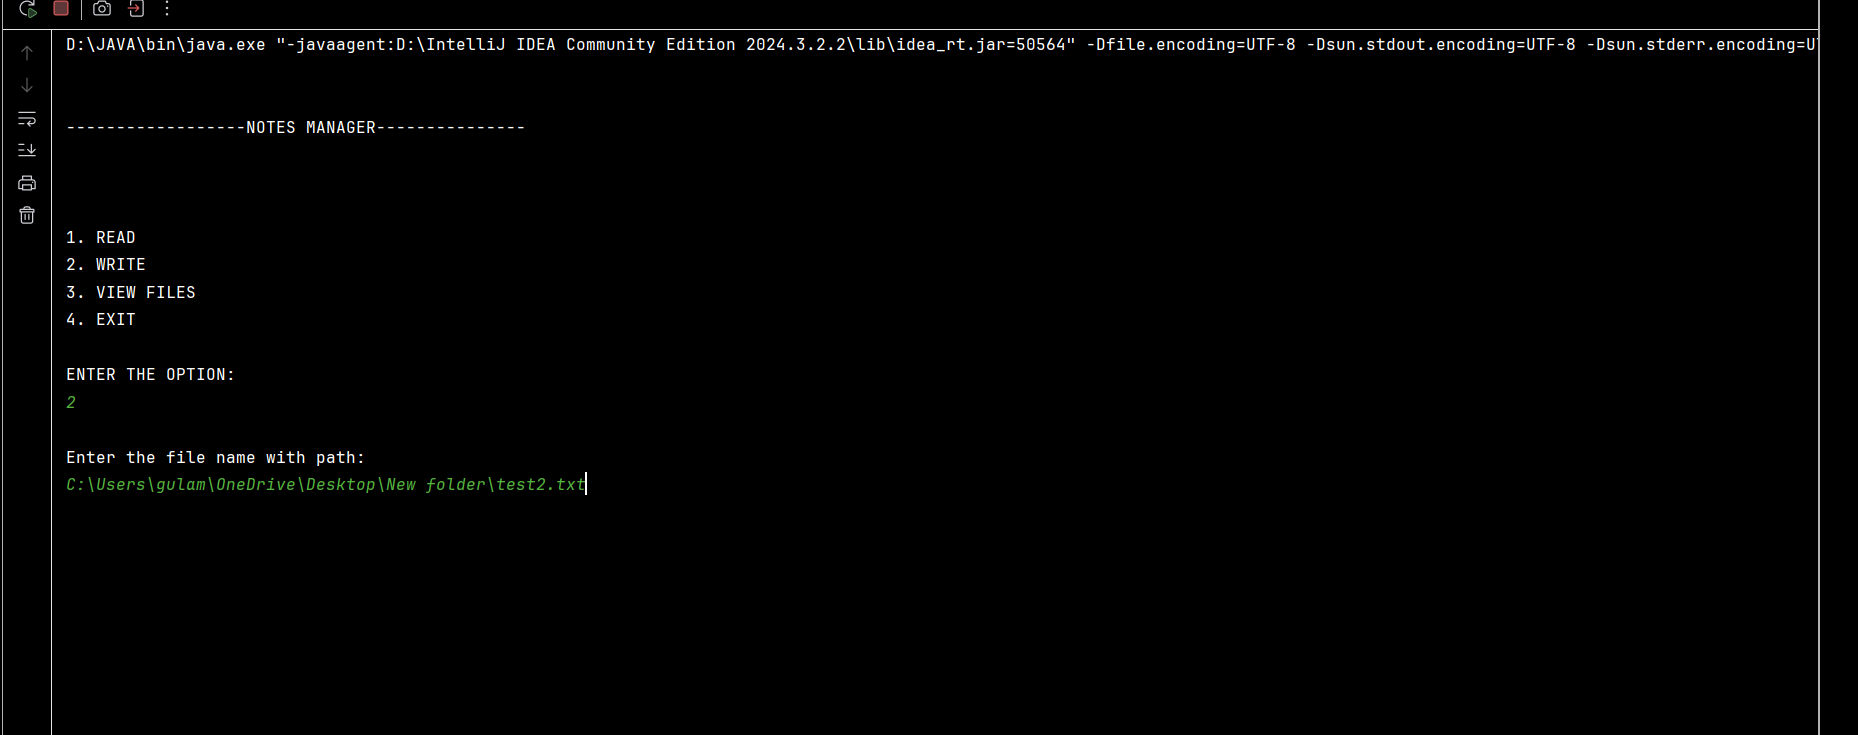 D:\JAVA\bin\java.exe "-javaagent:D:\IntelliJ IDEA Community Edition 2024.3.2.2\lib\idea_rt.jar=50564" -Dfile.encoding=UTF-8 -Dsun.stdout.encoding=UTF-8 -Dsun.stderr.encoding=U
------------------NOTES MANAGER---------------
1. READ
2. WRITE
3. VIEW FILES
4. EXIT
ENTER THE OPTION:
2
Enter the file name with path:
C:\Users\gulam\OneDrive\Desktop\New folder\test2.txt